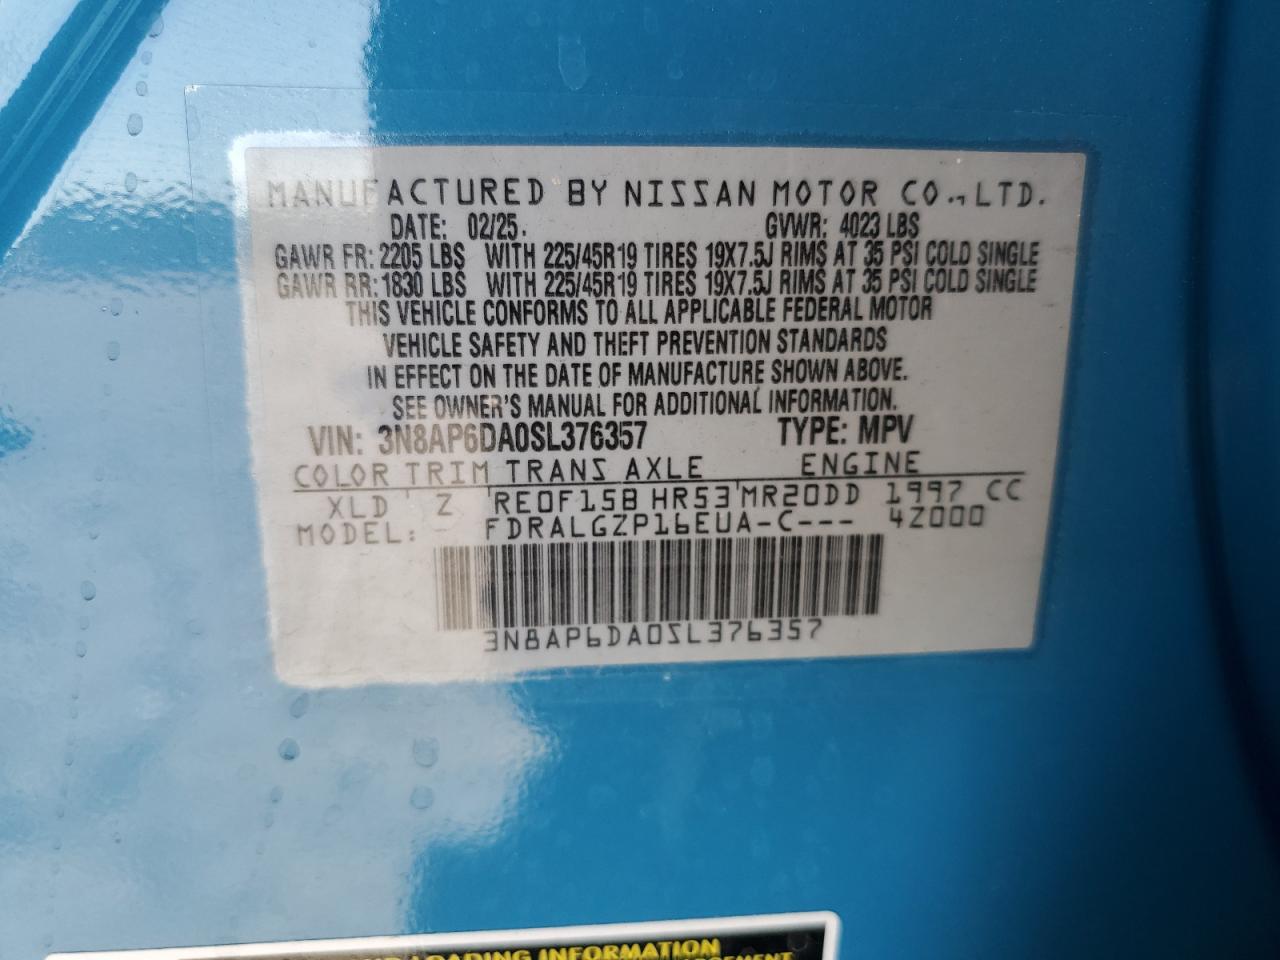 MANUFACTURED BY NISSAN MOTOR CO., LTD.
DATE: 02/25. GVWR: 4023 LBS
GAWR FR: 2205 LBS WITH 225/45R19 TIRES 19X7.5J RIMS AT 35 PSI COLD SINGLE
GAWR RR: 1830 LBS WITH 225/45R19 TIRES 19X7.5J RIMS AT 35 PSI COLD SINGLE
THIS VEHICLE CONFORMS TO ALL APPLICABLE FEDERAL MOTOR
VEHICLE SAFETY AND THEFT PREVENTION STANDARDS
IN EFFECT ON THE DATE OF MANUFACTURE SHOWN ABOVE.
SEE OWNER'S MANUAL FOR ADDITIONAL INFORMATION.
VIN: 3N8AP6DA0SL376357 TYPE: MPV
COLOR TRIM TRANS AXLE ENGINE
XLD Z RE0F15B HR53 MR20DD 1997 CC
MODEL: FDRALGZP16EUA-C--- 42000
3N8AP6DA0SL376357
LOADING INFORMATION